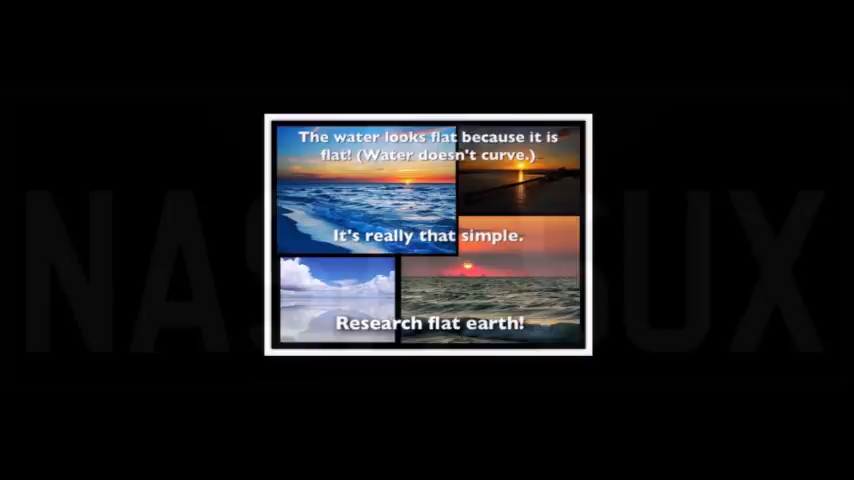 The water looks flat because it is
flat! (Water doesn't curve.)
It's really that simple.
Research flat earth!